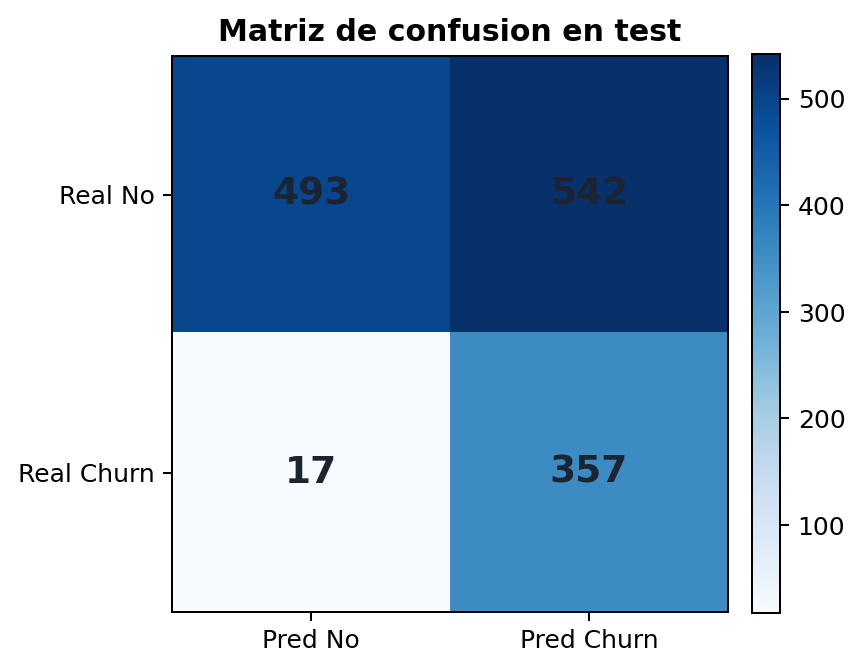 Matriz de confusion en test
Real No
493
542
Real Churn
17
357
Pred No
Pred Churn
500
400
300
200
100